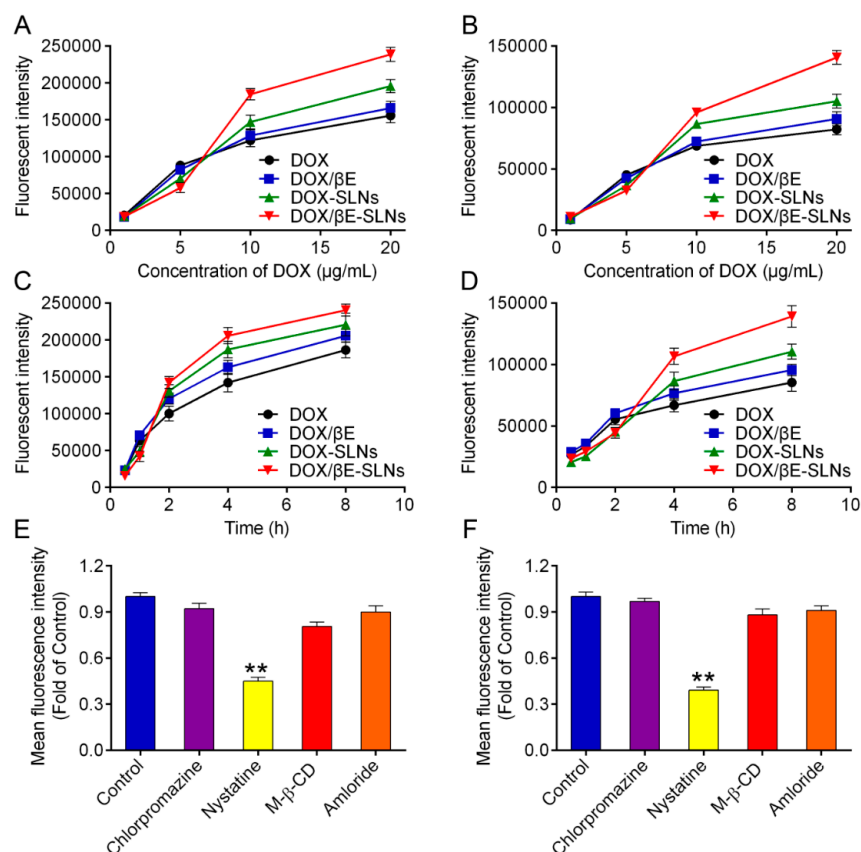 A
Fluorescent intensity
250000
200000
150000
100000
50000
0
0 5 10 15 20
Concentration of DOX (μg/mL)
DOX
DOX/βE
DOX-SLNs
DOX/βE-SLNs
B
Fluorescent intensity
150000
100000
50000
0
0 5 10 15 20
Concentration of DOX (μg/mL)
DOX
DOX/βE
DOX-SLNs
DOX/βE-SLNs
C
Fluorescent intensity
250000
200000
150000
100000
50000
0
0 2 4 6 8 10
Time (h)
DOX
DOX/βE
DOX-SLNs
DOX/βE-SLNs
D
Fluorescent intensity
150000
100000
50000
0
0 2 4 6 8 10
Time (h)
DOX
DOX/βE
DOX-SLNs
DOX/βE-SLNs
E
Mean fluorescence intensity
(Fold of Control)
1.2
0.9
0.6
0.3
0.0
**
Control
Chlorpromazine
Nystatine
M-β-CD
Amloride
F
Mean fluorescence intensity
(Fold of Control)
1.2
0.9
0.6
0.3
0.0
**
Control
Chlorpromazine
Nystatine
M-β-CD
Amloride